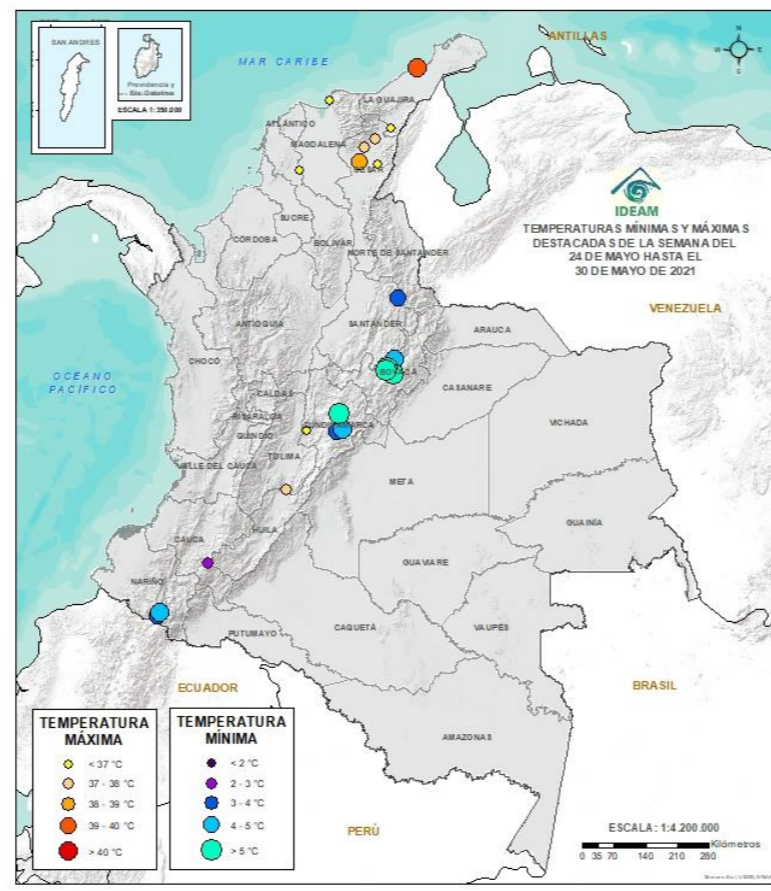 SAN ANDRES
Providencia y
Sta. Catalina
ESCALA 1: 350.000
ANTILLAS
N
W
E
S
MAR CARIBE
LA GUAJIRA
ATLÁNTICO
MAGDALENA
CESAR
IDEAM
TEMPERATURAS MÍNIMAS Y MÁXIMAS
DESTACADAS DE LA SEMANA DEL
24 DE MAYO HASTA EL
30 DE MAYO DE 2021
SUCRE
CÓRDOBA
BOLÍVAR
NORTE DE SANTANDER
VENEZUELA
ANTIOQUIA
SANTANDER
ARAUCA
CHOCÓ
OCEANO
PACÍFICO
BOYACÁ
CASANARE
CALDAS
RISARALDA
CUNDINAMARCA
VICHADA
QUINDÍO
TOLIMA
VALLE DEL CAUCA
META
HUILA
GUAINÍA
CAUCA
GUAVIARE
NARIÑO
CAQUETÁ
VAUPÉS
PUTUMAYO
ECUADOR
BRASIL
AMAZONAS
PERÚ
TEMPERATURA
MÁXIMA
< 37 °C
37 - 38 °C
38 - 39 °C
39 - 40 °C
> 40 °C
TEMPERATURA
MÍNIMA
< 2 °C
2 - 3 °C
3 - 4 °C
4 - 5 °C
> 5 °C
ESCALA: 1:4.200.000
Kilómetros
0 35 70 140 210 280